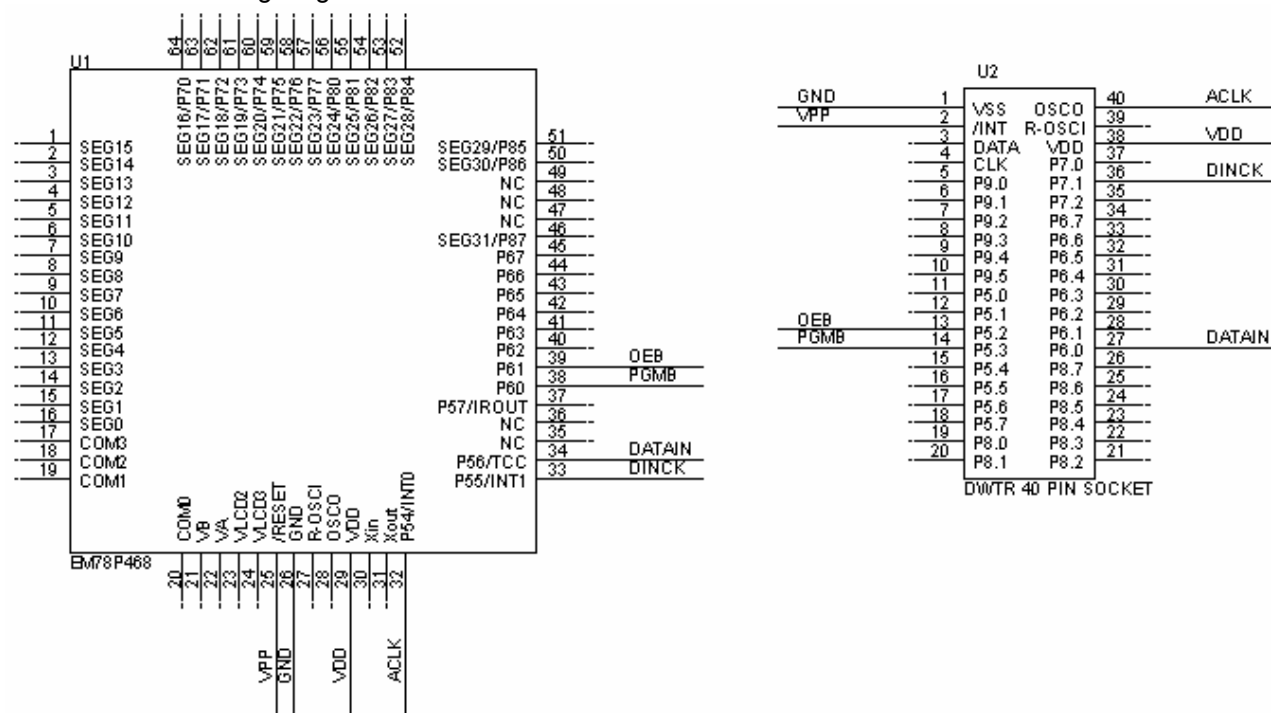 64 63 62 61 60 59 58 57 56 55 54 53 52
U1
SEG16/P70 SEG17/P71 SEG18/P72 SEG19/P73 SEG20/P74 SEG21/P75 SEG22/P76 SEG23/P77 SEG24/P80 SEG25/P81 SEG26/P82 SEG27/P83 SEG28/P84
1 SEG15
2 SEG14
3 SEG13
4 SEG12
5 SEG11
6 SEG10
7 SEG9
8 SEG8
9 SEG7
10 SEG6
11 SEG5
12 SEG4
13 SEG3
14 SEG2
15 SEG1
16 SEG0
17 COM3
18 COM2
19 COM1
SEG29/P85 51
SEG30/P86 50
NC 49
NC 48
NC 47
SEG31/P87 46
P67 45
P66 44
P65 43
P64 42
P63 41
P62 40
P61 39 OEB
P60 38 PGMB
P57/IROUT 37
NC 36
NC 35
P56/TCC 34 DATAIN
P55/INT1 33 DINCK
COM0 VB VA VLCD2 VLCD3 /RESET GND R-OSCI OSCO VDD Xin Xout P54/INT0
EM78P468
20 21 22 23 24 25 26 27 28 29 30 31 32
VPP GND VDD ACLK
U2
GND 1 VSS OSCO 40 ACLK
VPP 2 /INT R-OSCI 39
3 DATA VDD 38 VDD
4 CLK P7.0 37
5 P9.0 P7.1 36 DINCK
6 P9.1 P7.2 35
7 P9.2 P6.7 34
8 P9.3 P6.6 33
9 P9.4 P6.5 32
10 P9.5 P6.4 31
11 P5.0 P6.3 30
12 P5.1 P6.2 29
OEB 13 P5.2 P6.1 28
PGMB 14 P5.3 P6.0 27 DATAIN
15 P5.4 P8.7 26
16 P5.5 P8.6 25
17 P5.6 P8.5 24
18 P5.7 P8.4 23
19 P8.0 P8.3 22
20 P8.1 P8.2 21
DWTR 40 PIN SOCKET